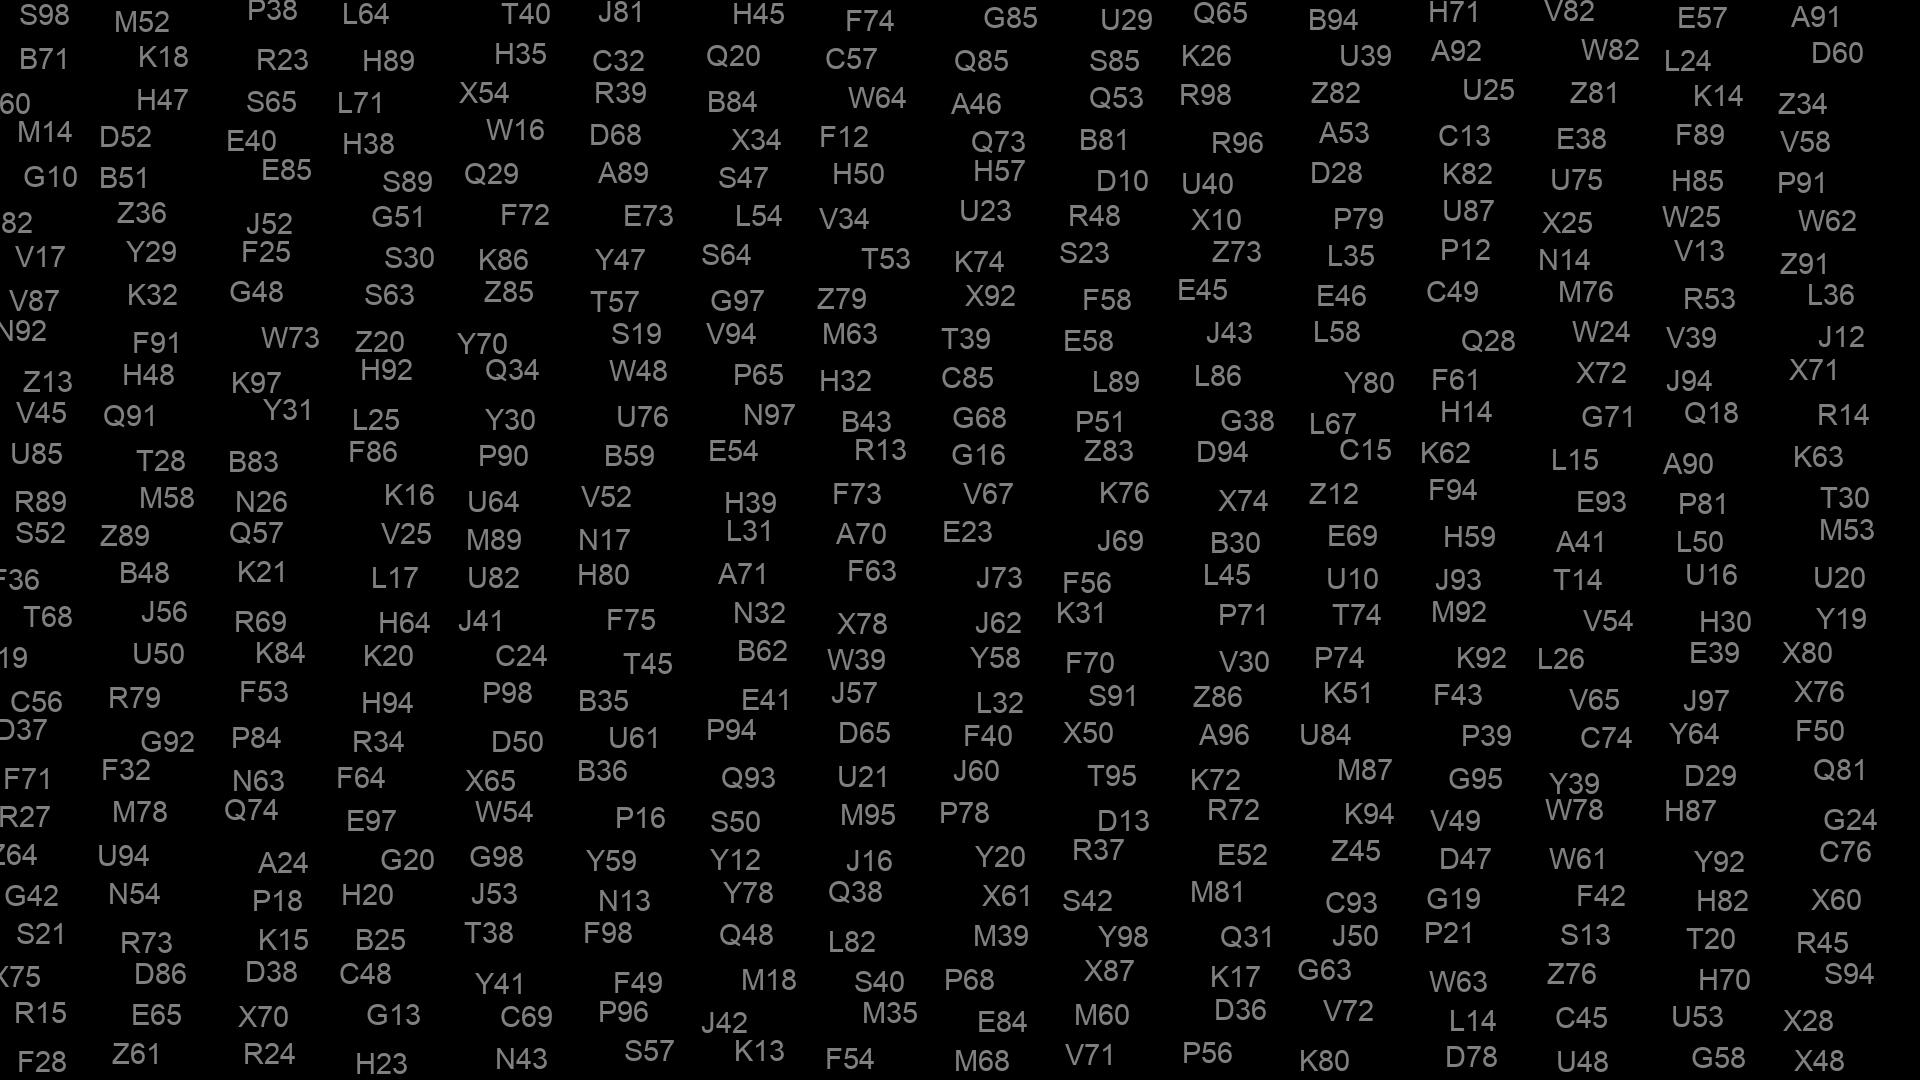 S98 M52 P38 L64 T40 J81 H45 F74 G85 U29 Q65 B94 H71 V82 E57 A91
B71 K18 R23 H89 H35 C32 Q20 C57 Q85 S85 K26 U39 A92 W82 L24 D60
60 H47 S65 L71 X54 R39 B84 W64 A46 Q53 R98 Z82 U25 Z81 K14 Z34
M14 D52 E40 H38 W16 D68 X34 F12 Q73 B81 R96 A53 C13 E38 F89 V58
G10 B51 E85 S89 Q29 A89 S47 H50 H57 D10 U40 D28 K82 U75 H85 P91
82 Z36 J52 G51 F72 E73 L54 V34 U23 R48 X10 P79 U87 X25 W25 W62
V17 Y29 F25 S30 K86 Y47 S64 T53 K74 S23 Z73 L35 P12 N14 V13 Z91
V87 K32 G48 S63 Z85 T57 G97 Z79 X92 F58 E45 E46 C49 M76 R53 L36
N92 F91 W73 Z20 Y70 S19 V94 M63 T39 E58 J43 L58 Q28 W24 V39 J12
Z13 H48 K97 H92 Q34 W48 P65 H32 C85 L89 L86 Y80 F61 X72 J94 X71
V45 Q91 Y31 L25 Y30 U76 N97 B43 G68 P51 G38 L67 H14 G71 Q18 R14
U85 T28 B83 F86 P90 B59 E54 R13 G16 Z83 D94 C15 K62 L15 A90 K63
R89 M58 N26 K16 U64 V52 H39 F73 V67 K76 X74 Z12 F94 E93 P81 T30
S52 Z89 Q57 V25 M89 N17 L31 A70 E23 J69 B30 E69 H59 A41 L50 M53
F36 B48 K21 L17 U82 H80 A71 F63 J73 F56 L45 U10 J93 T14 U16 U20
T68 J56 R69 H64 J41 F75 N32 X78 J62 K31 P71 T74 M92 V54 H30 Y19
19 U50 K84 K20 C24 T45 B62 W39 Y58 F70 V30 P74 K92 L26 E39 X80
C56 R79 F53 H94 P98 B35 E41 J57 L32 S91 Z86 K51 F43 V65 J97 X76
D37 G92 P84 R34 D50 U61 P94 D65 F40 X50 A96 U84 P39 C74 Y64 F50
F71 F32 N63 F64 X65 B36 Q93 U21 J60 T95 K72 M87 G95 Y39 D29 Q81
R27 M78 Q74 E97 W54 P16 S50 M95 P78 D13 R72 K94 V49 W78 H87 G24
Z64 U94 A24 G20 G98 Y59 Y12 J16 Y20 R37 E52 Z45 D47 W61 Y92 C76
G42 N54 P18 H20 J53 N13 Y78 Q38 X61 S42 M81 C93 G19 F42 H82 X60
S21 R73 K15 B25 T38 F98 Q48 L82 M39 Y98 Q31 J50 P21 S13 T20 R45
X75 D86 D38 C48 Y41 F49 M18 S40 P68 X87 K17 G63 W63 Z76 H70 S94
R15 E65 X70 G13 C69 P96 J42 M35 E84 M60 D36 V72 L14 C45 U53 X28
F28 Z61 R24 H23 N43 S57 K13 F54 M68 V71 P56 K80 D78 U48 G58 X48